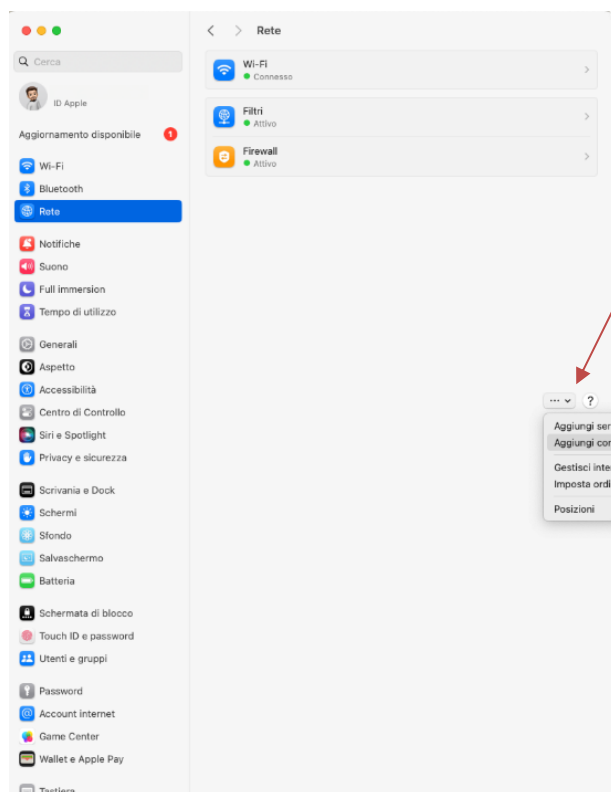 Rete
Cerca
ID Apple
Aggiornamento disponibile 1
Wi-Fi
Bluetooth
Rete
Notifiche
Suono
Full immersion
Tempo di utilizzo
Generali
Aspetto
Accessibilità
Centro di Controllo
Siri e Spotlight
Privacy e sicurezza
Scrivania e Dock
Schermi
Sfondo
Salvaschermo
Batteria
Schermata di blocco
Touch ID e password
Utenti e gruppi
Password
Account internet
Game Center
Wallet e Apple Pay
Tastiera
Wi-Fi
Connesso
Filtri
Attivo
Firewall
Attivo
... ?
Aggiungi ser
Aggiungi con
Gestisci inte
Imposta ordi
Posizioni